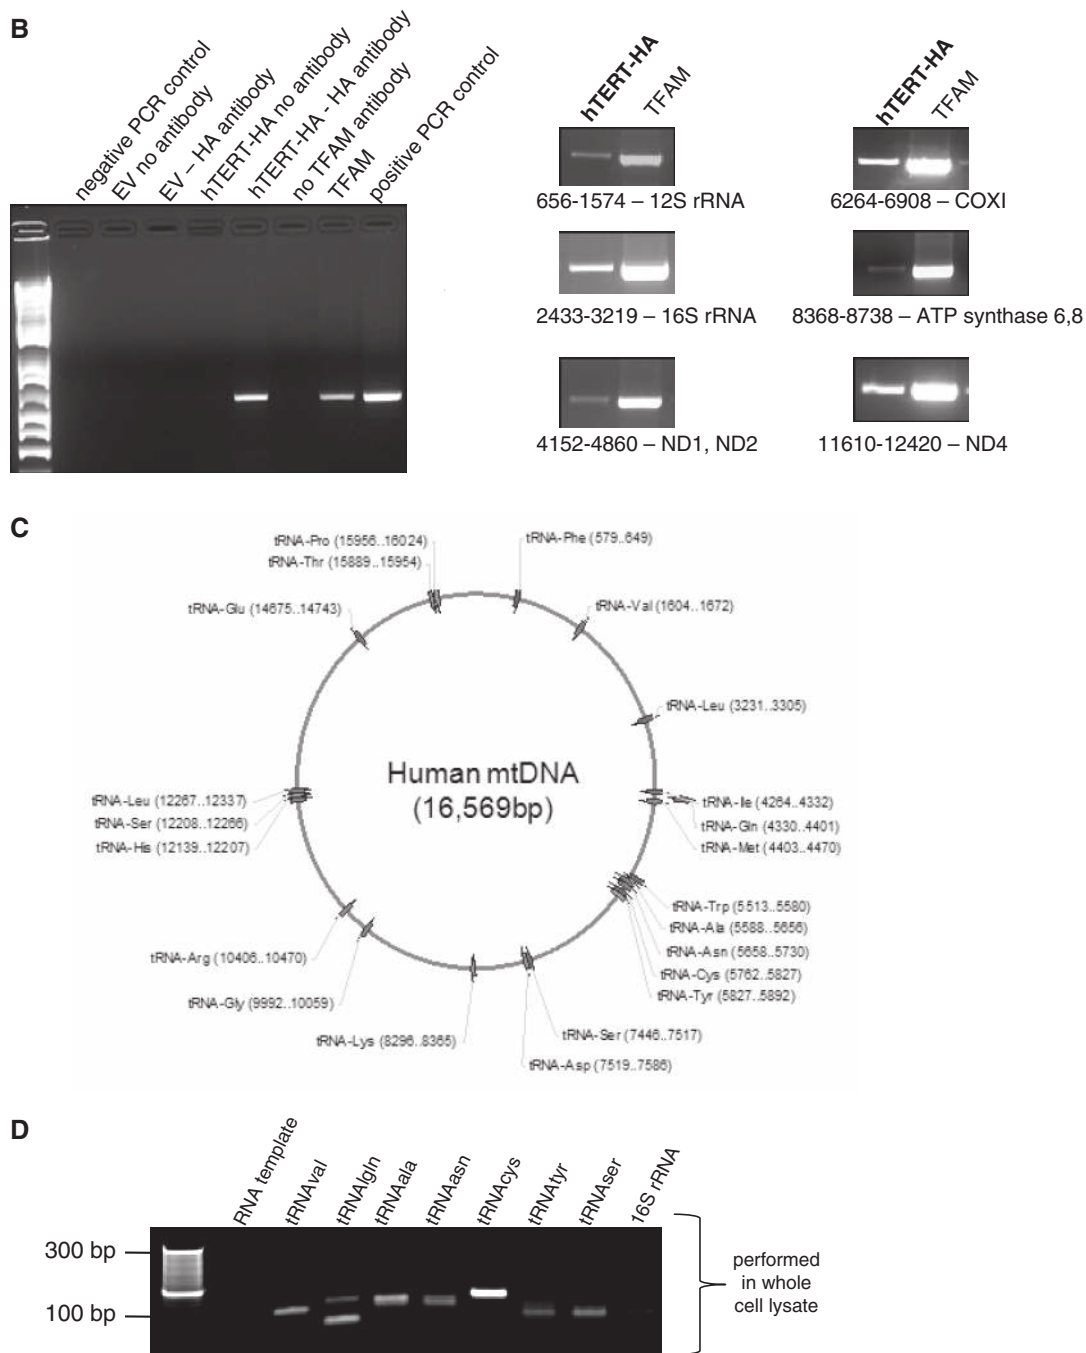 B
negative PCR control
EV no antibody
EV – HA antibody
hTERT-HA no antibody
hTERT-HA - HA antibody
no TFAM antibody
TFAM
positive PCR control
hTERT-HA
TFAM
656-1574 – 12S rRNA
2433-3219 – 16S rRNA
4152-4860 – ND1, ND2
hTERT-HA
TFAM
6264-6908 – COXI
8368-8738 – ATP synthase 6,8
11610-12420 – ND4
C
tRNA-Pro (15956..16024)
tRNA-Thr (15889..15954)
tRNA-Glu (14675..14743)
tRNA-Phe (579..649)
tRNA-Val (1604..1672)
tRNA-Leu (3231..3305)
Human mtDNA
(16,569bp)
tRNA-Leu (12267..12337)
tRNA-Ser (12208..12266)
tRNA-His (12139..12207)
tRNA-Ile (4264..4332)
tRNA-Gln (4330..4401)
tRNA-Met (4403..4470)
tRNA-Trp (5513..5580)
tRNA-Ala (5588..5656)
tRNA-Asn (5658..5730)
tRNA-Cys (5762..5827)
tRNA-Tyr (5827..5892)
tRNA-Arg (10406..10470)
tRNA-Gly (9992..10059)
tRNA-Lys (8296..8365)
tRNA-Ser (7446..7517)
tRNA-Asp (7519..7586)
D
RNA template
tRNAval
tRNAlgln
tRNAala
tRNAasn
tRNAcys
tRNAtyr
tRNAser
16S rRNA
300 bp
100 bp
performed
in whole
cell lysate